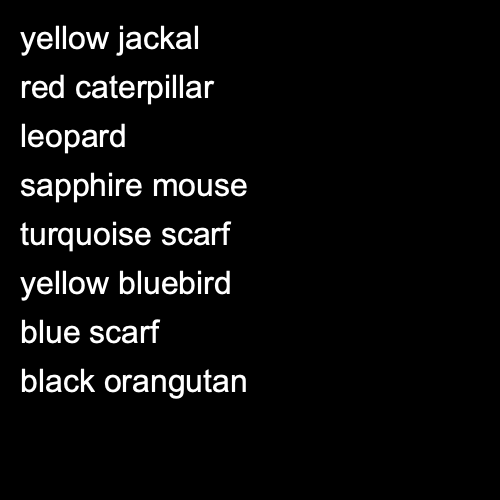 yellow jackal
red caterpillar
leopard
sapphire mouse
turquoise scarf
yellow bluebird
blue scarf
black orangutan